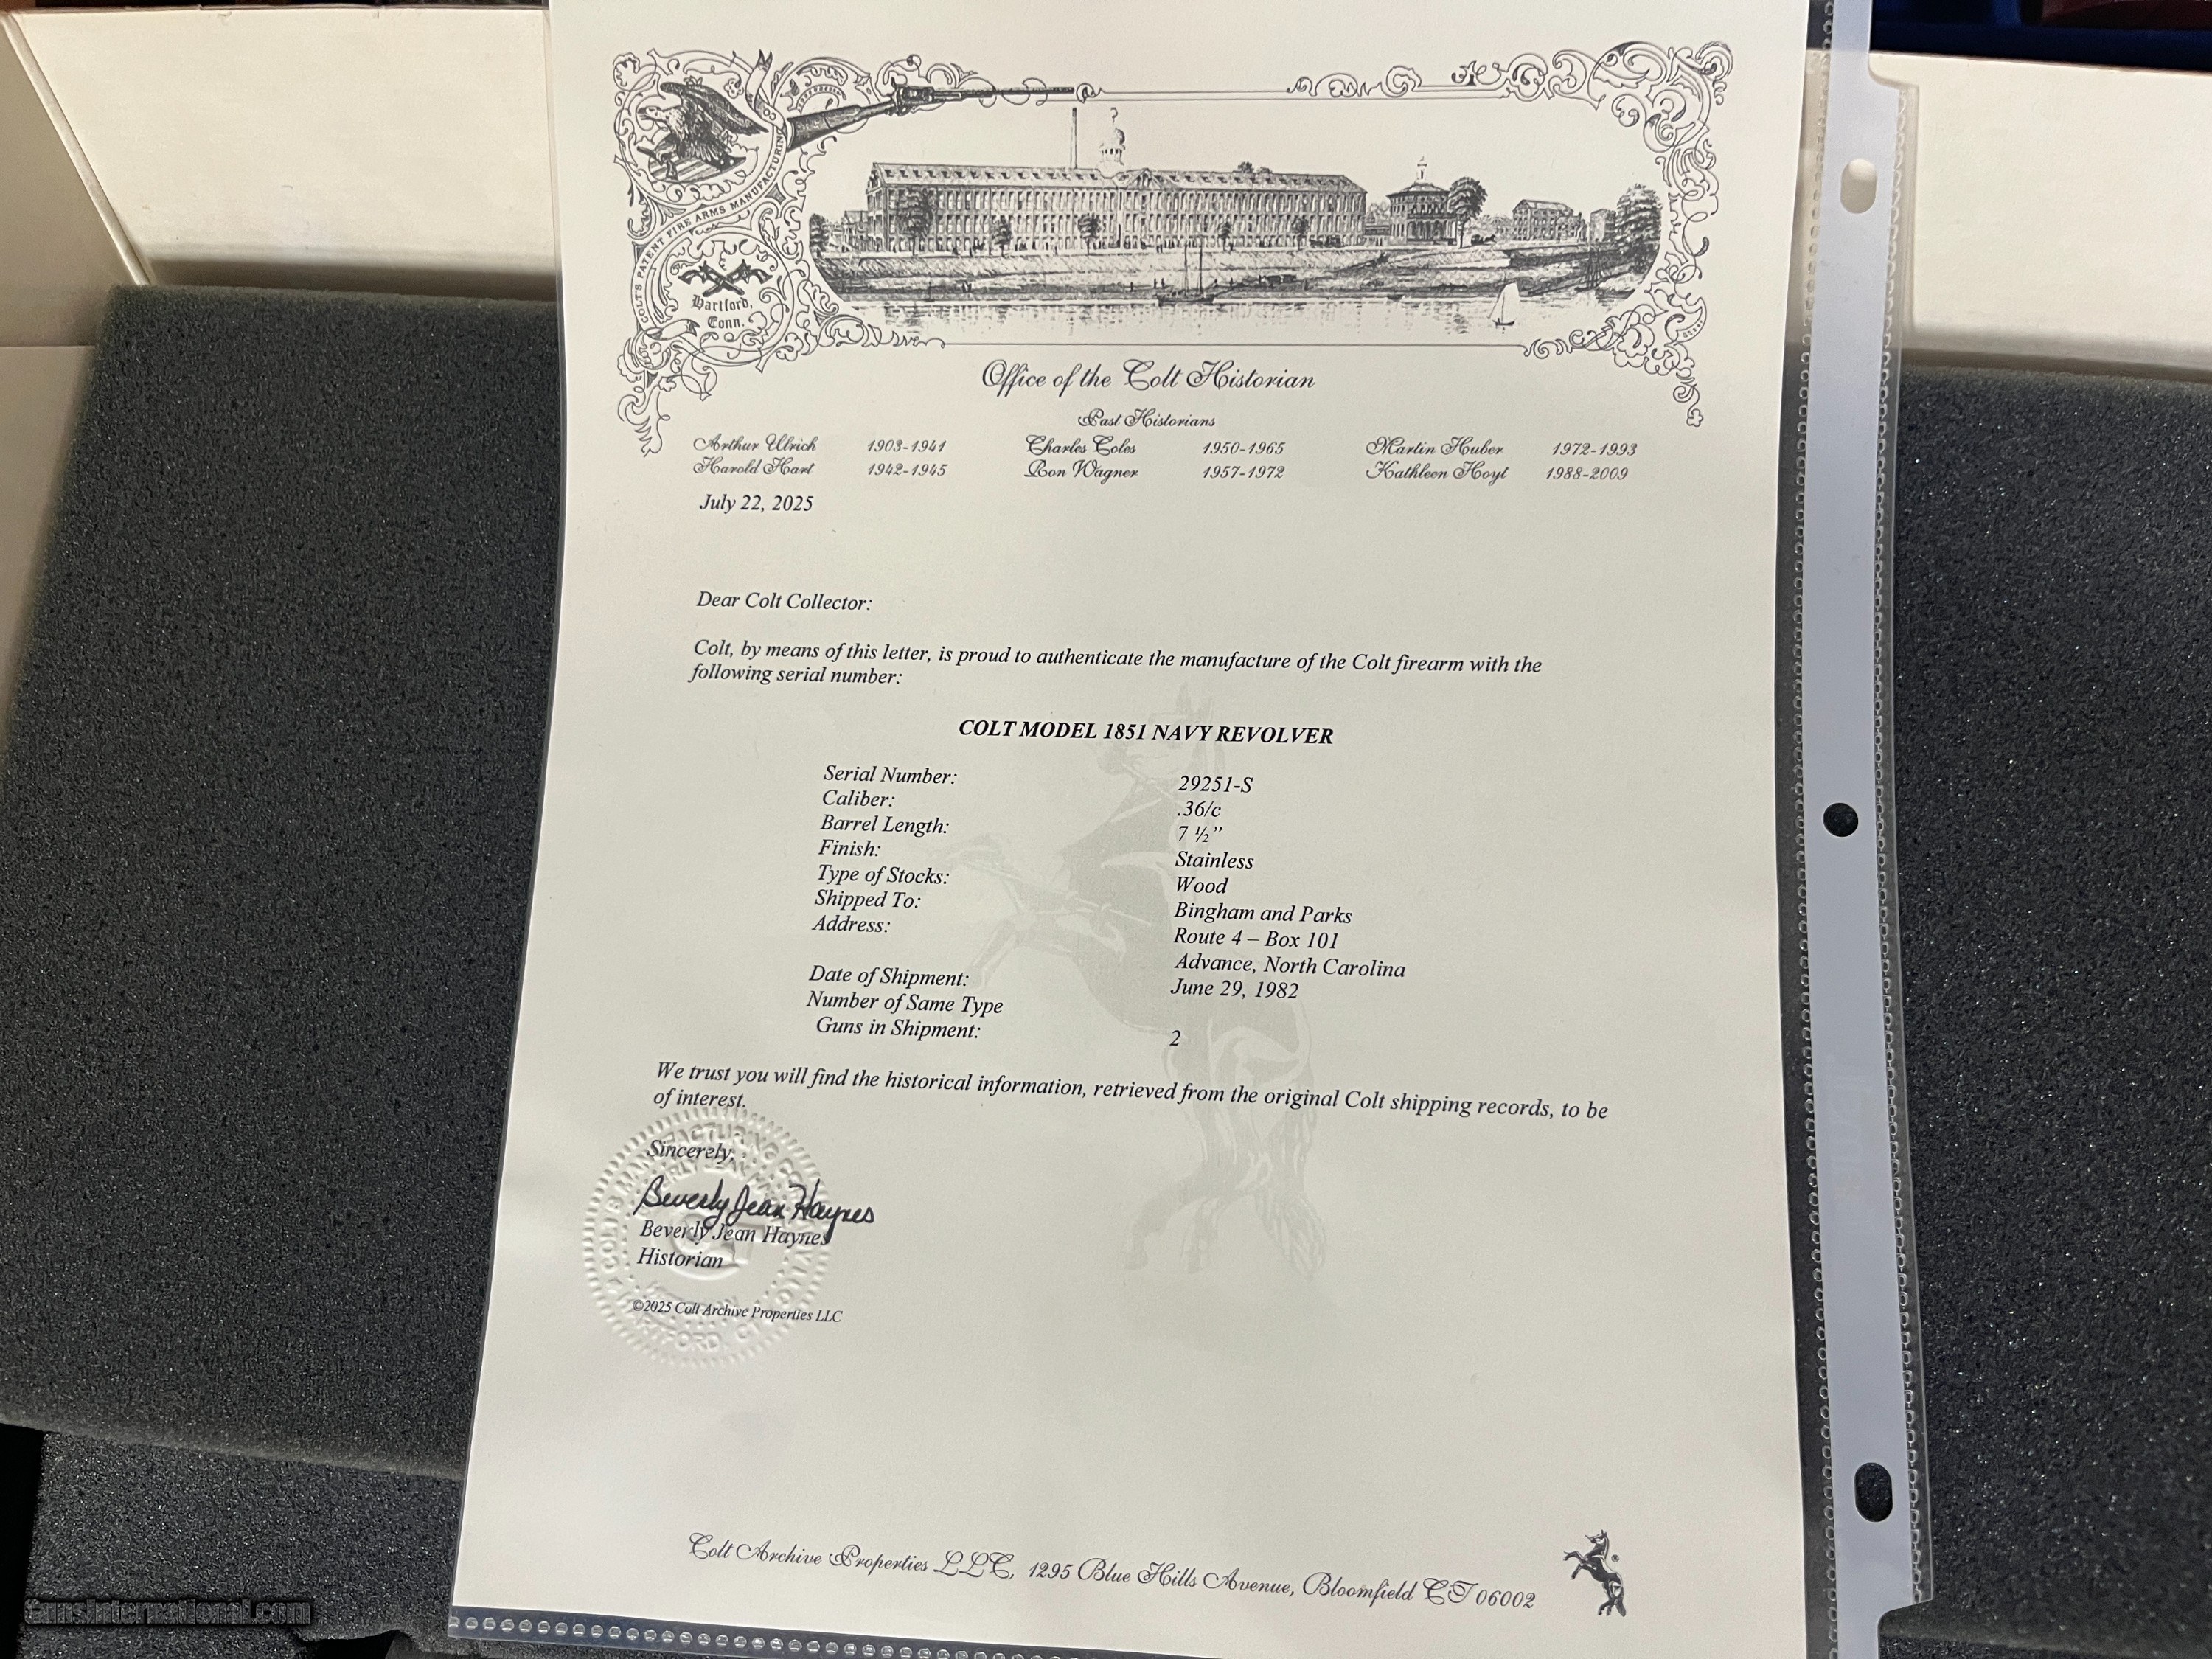 COLT'S PATENT FIRE ARMS MANUFACTURING
Hartford,
Conn.
Office of the Colt Historian
Past Historians
Arthur Ulrich 1903-1941 Charles Coles 1950-1965 Martin Huber 1972-1993
Harold Hart 1942-1945 Ron Wagner 1957-1972 Kathleen Hoyt 1988-2009
July 22, 2025
Dear Colt Collector:
Colt, by means of this letter, is proud to authenticate the manufacture of the Colt firearm with the
following serial number:
COLT MODEL 1851 NAVY REVOLVER
Serial Number: 29251-S
Caliber: .36/c
Barrel Length: 7 ½”
Finish: Stainless
Type of Stocks: Wood
Shipped To: Bingham and Parks
Address: Route 4 – Box 101
Advance, North Carolina
Date of Shipment: June 29, 1982
Number of Same Type
Guns in Shipment: 2
We trust you will find the historical information, retrieved from the original Colt shipping records, to be
of interest.
Sincerely,
Beverly Jean Haynes
Beverly Jean Haynes
Historian
©2025 Colt Archive Properties LLC
Colt Archive Properties LLC, 1295 Blue Hills Avenue, Bloomfield CT 06002
®
GunsInternational.com